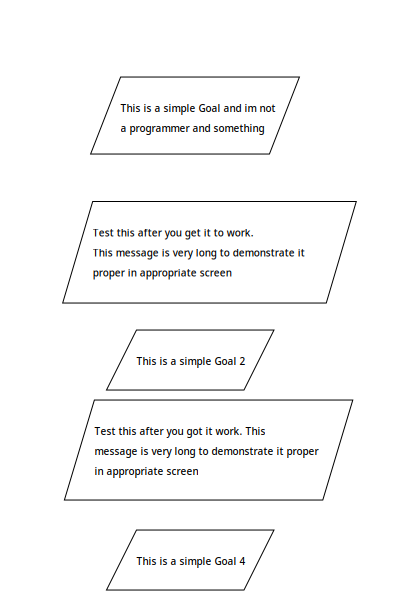 This is a simple Goal and im not
a programmer and something
Test this after you get it to work.
This message is very long to demonstrate it
proper in appropriate screen
This is a simple Goal 2
Test this after you got it work. This
message is very long to demonstrate it proper
in appropriate screen
This is a simple Goal 4